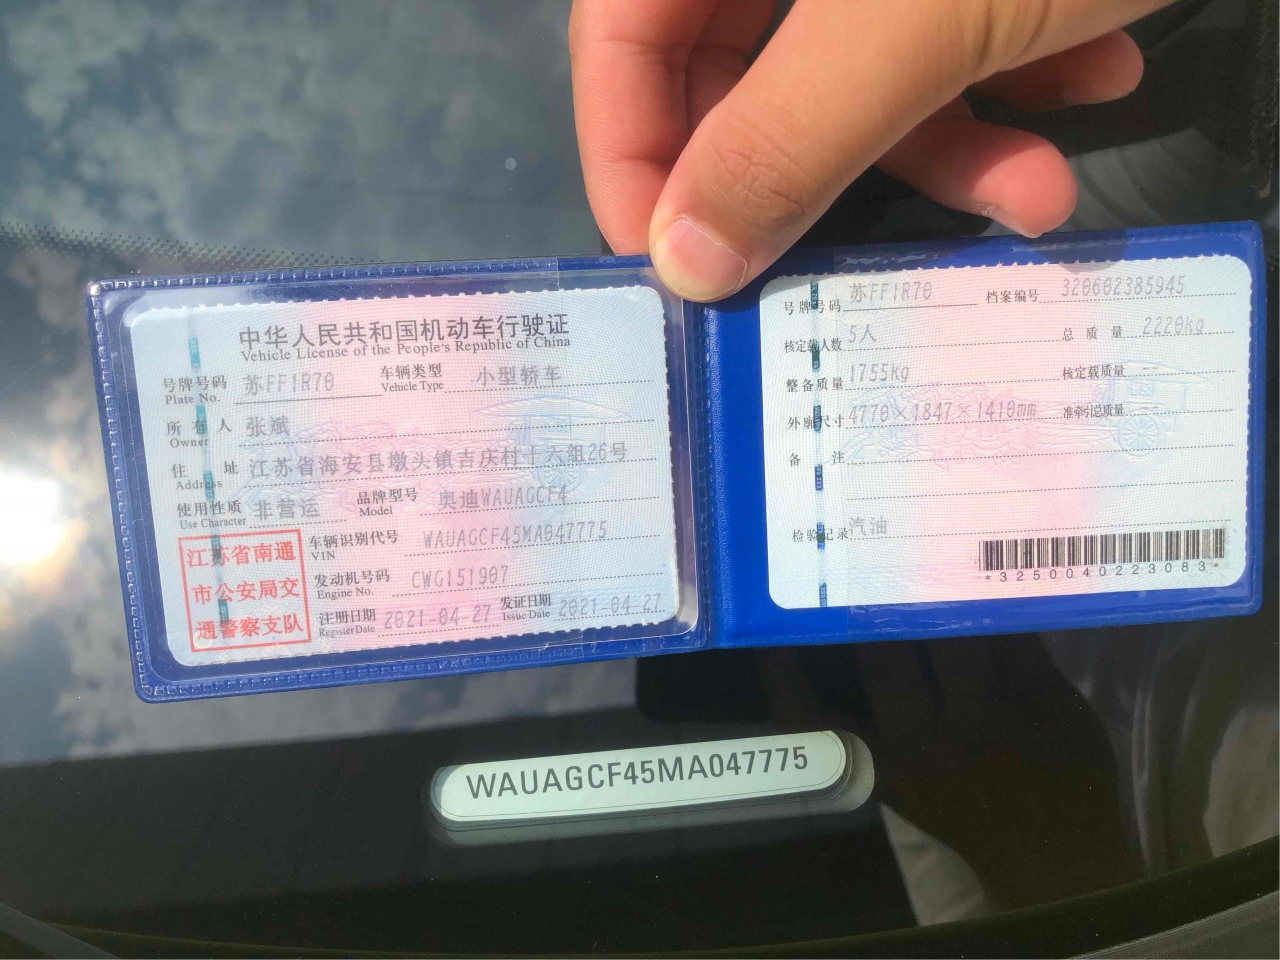 中华人民共和国机动车行驶证
Vehicle License of the People's Republic of China
号牌号码 苏FF1R70 车辆类型 小型轿车
Plate No. Vehicle Type
所有人 张斌
Owner
住址 江苏省海安县墩头镇吉庆村十六组26号
Address
使用性质 非营运 品牌型号 奥迪WAUAGCF4
Use Character Model
江苏省南通
市公安局交
通警察支队
车辆识别代号 WAUAGCF45MA047775
VIN
发动机号码 CWG151907
Engine No.
注册日期 2021-04-27 发证日期 2021-04-27
Register Date Issue Date
号牌号码 苏FF1R70 档案编号 320602385945
核定载人数 5人 总质量 2220kg
整备质量 1755kg 核定载质量 --
外廓尺寸 4770×1847×1410mm 准牵引总质量 --
备注
检验记录 汽油
*3250040223083*
WAUAGCF45MA047775